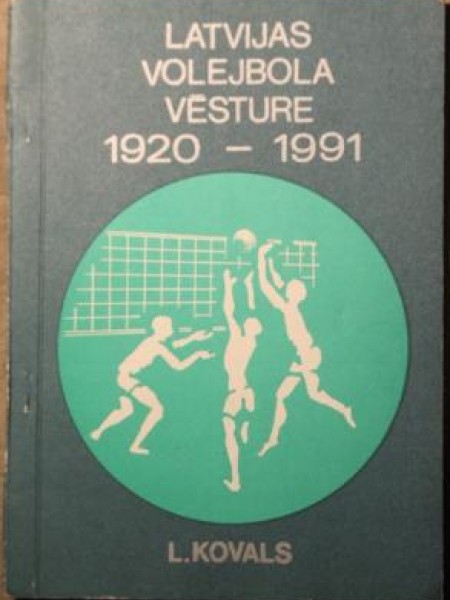 LATVIJAS
VOLEJBOLA
VĒSTURE
1920 – 1991
L.KOVALS